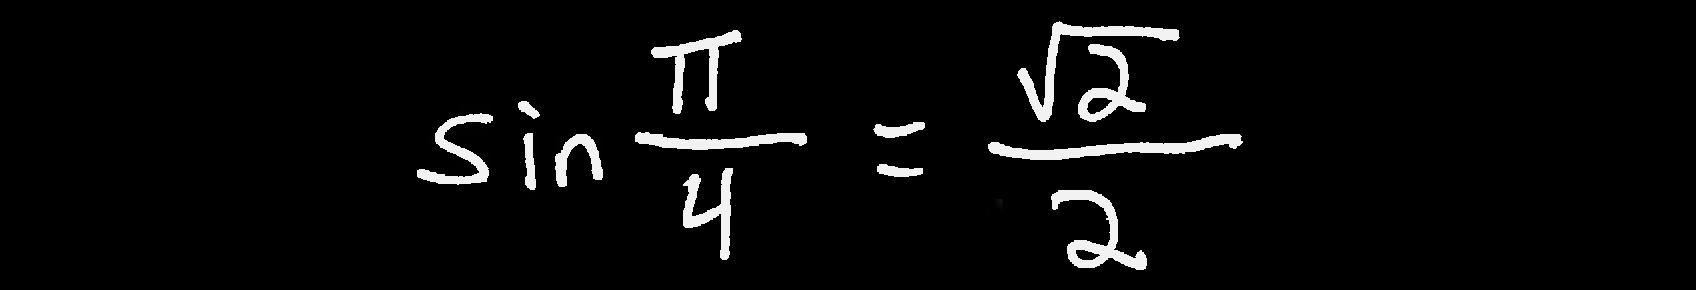 sin π/4 = √2/2